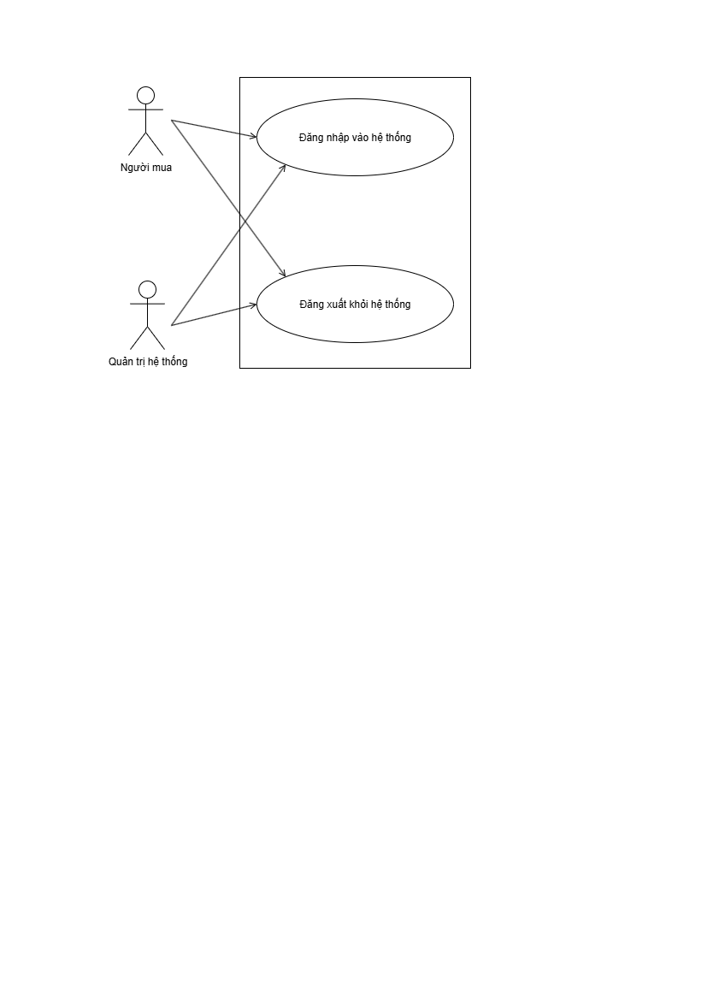 Đăng nhập vào hệ thống
Người mua
Đăng xuất khỏi hệ thống
Quản trị hệ thống